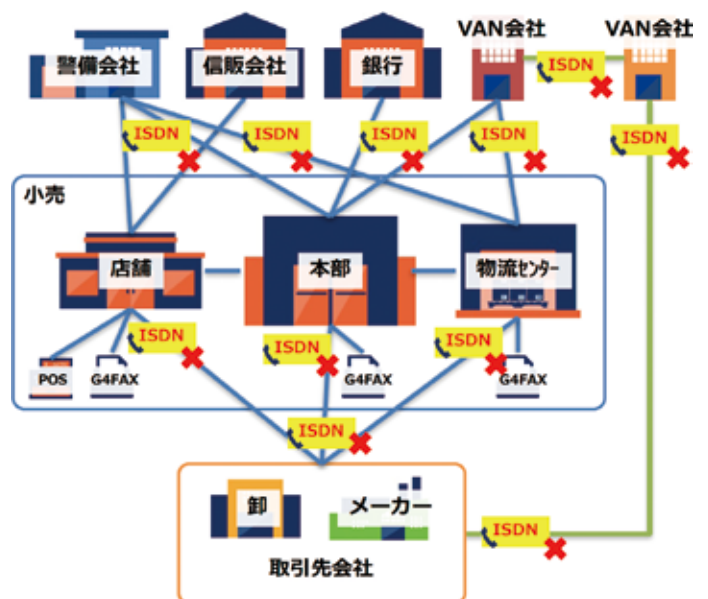 VAN会社
VAN会社
警備会社
信販会社
銀行
ISDN
ISDN
ISDN
ISDN
ISDN
ISDN
小売
店舗
本部
物流センター
ISDN
ISDN
ISDN
POS
G4FAX
G4FAX
G4FAX
ISDN
卸
メーカー
ISDN
取引先会社